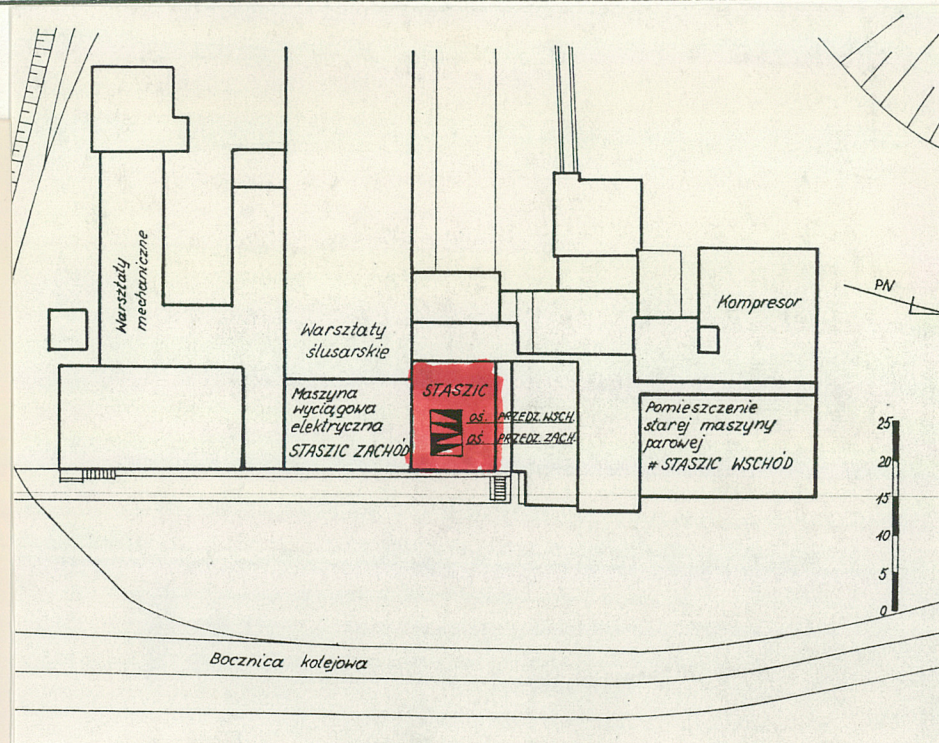 Warsztaty
mechaniczne
Warsztaty
ślusarskie
Kompresor
PN
Maszyna
wyciągowa
elektryczna
STASZIC ZACHÓD
STASZIC
OŚ. PRZEDZ. WSCH.
OŚ. PRZEDZ. ZACH.
Pomieszczenie
starej maszyny
parowej
# STASZIC WSCHÓD
25
20
15
10
5
0
Bocznica kolejowa